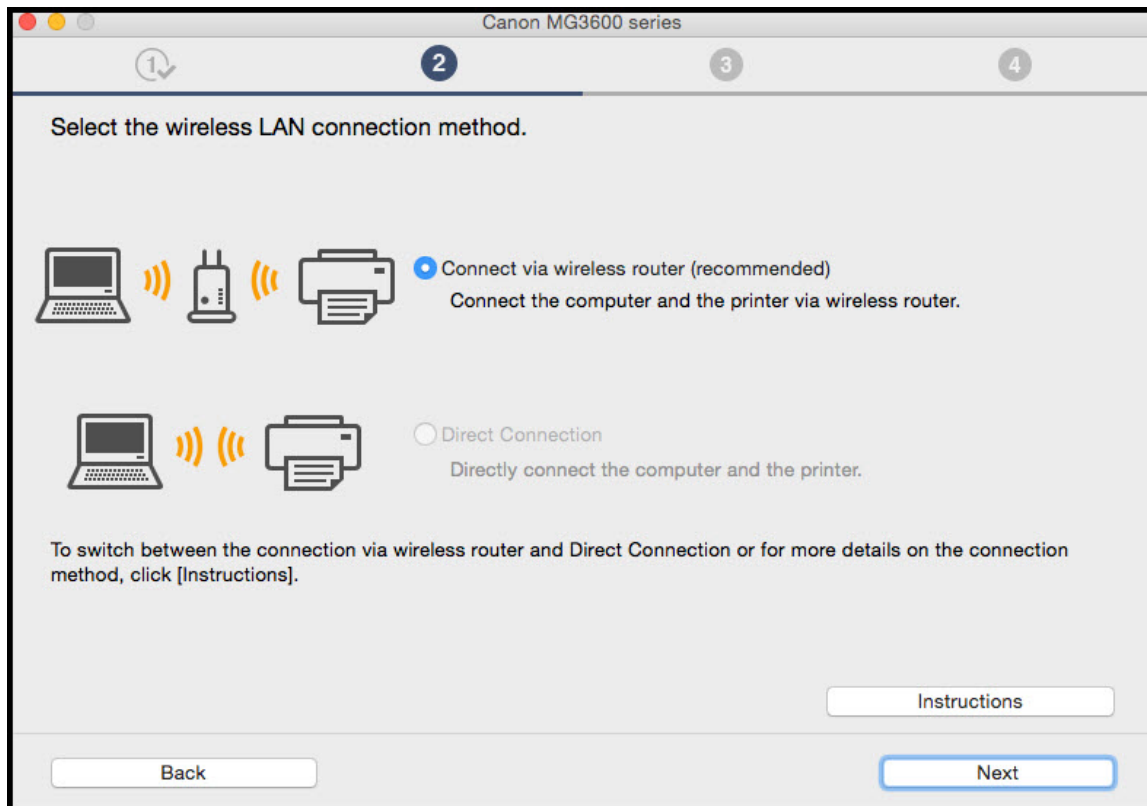 Canon MG3600 series
1 2 3 4
Select the wireless LAN connection method.
Connect via wireless router (recommended)
Connect the computer and the printer via wireless router.
Direct Connection
Directly connect the computer and the printer.
To switch between the connection via wireless router and Direct Connection or for more details on the connection
method, click [Instructions].
Instructions
Back Next